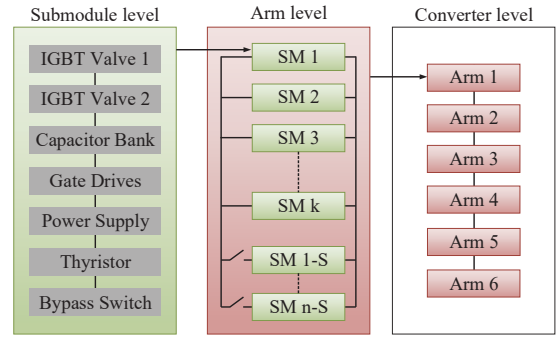 Submodule level
IGBT Valve 1
IGBT Valve 2
Capacitor Bank
Gate Drives
Power Supply
Thyristor
Bypass Switch
Arm level
SM 1
SM 2
SM 3
SM k
SM 1-S
SM n-S
Converter level
Arm 1
Arm 2
Arm 3
Arm 4
Arm 5
Arm 6